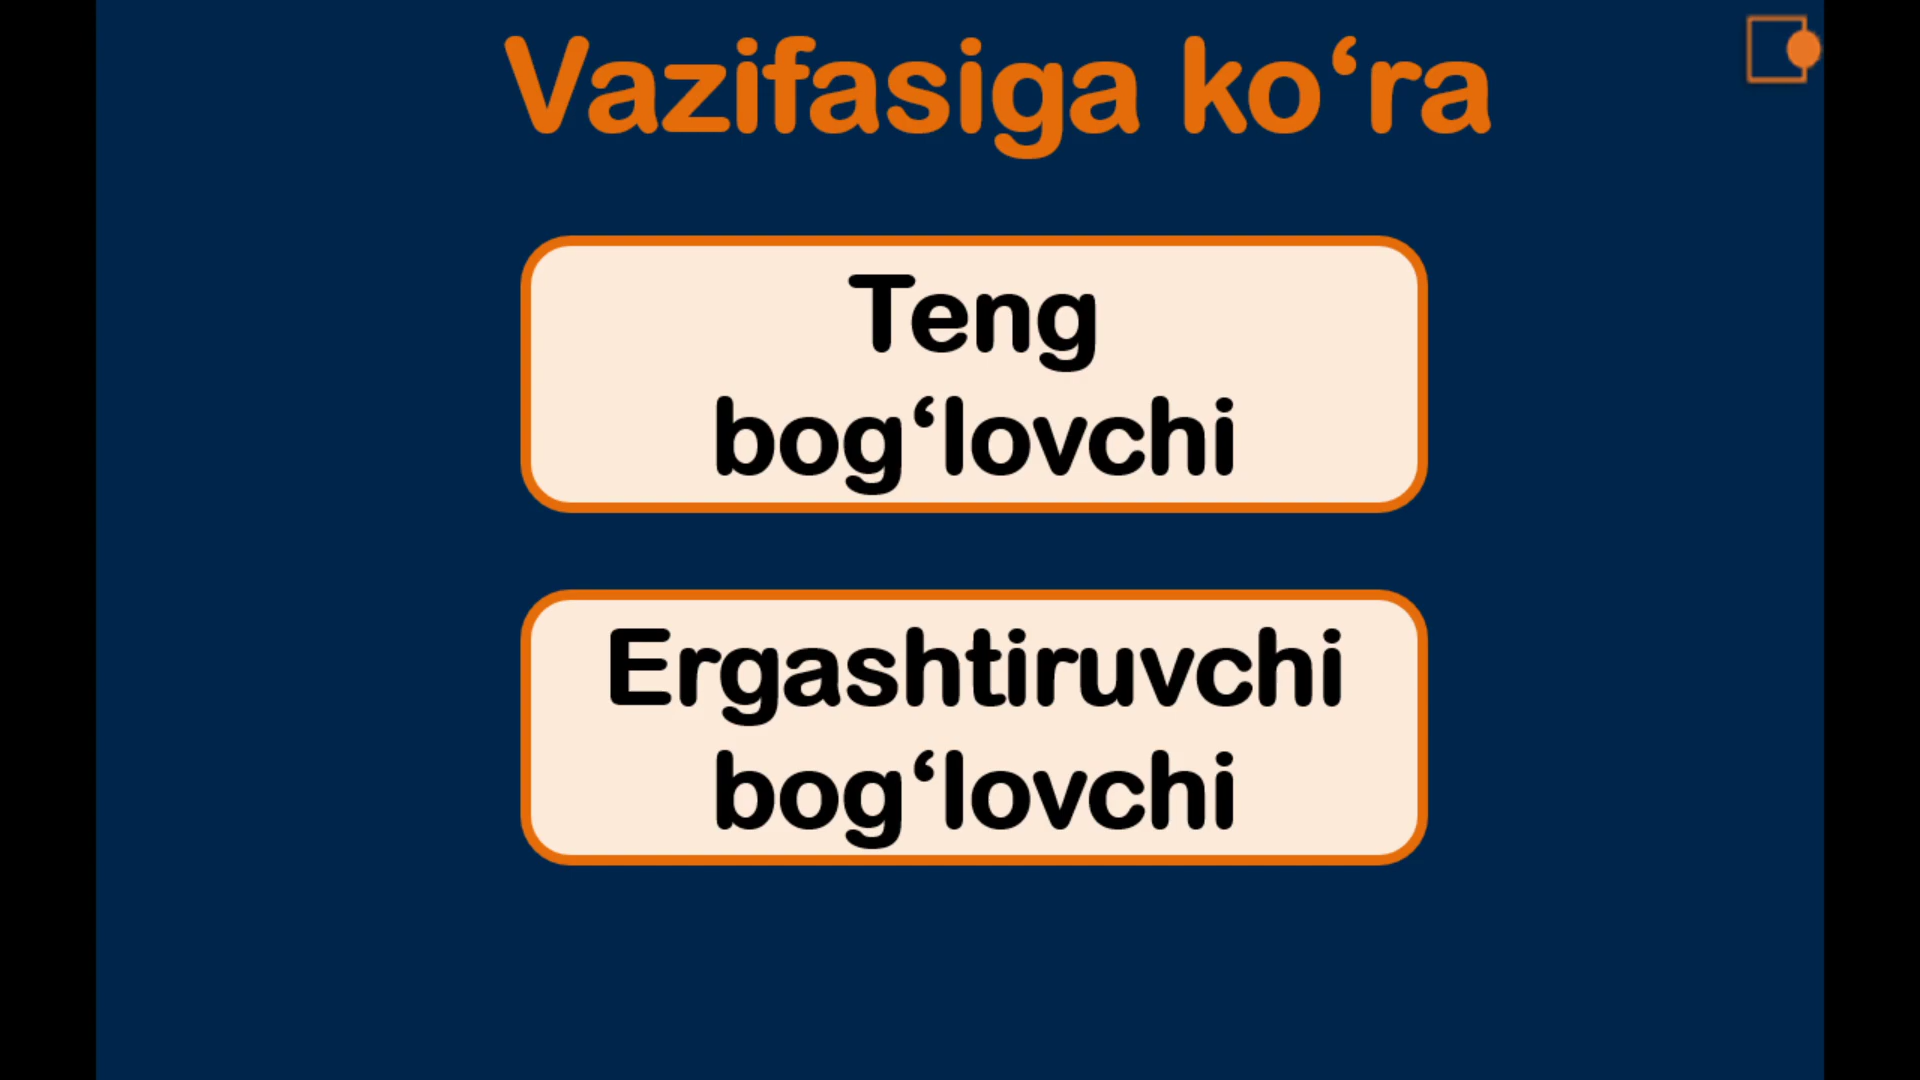 Vazifasiga ko‘ra
Teng
bog‘lovchi
Ergashtiruvchi
bog‘lovchi